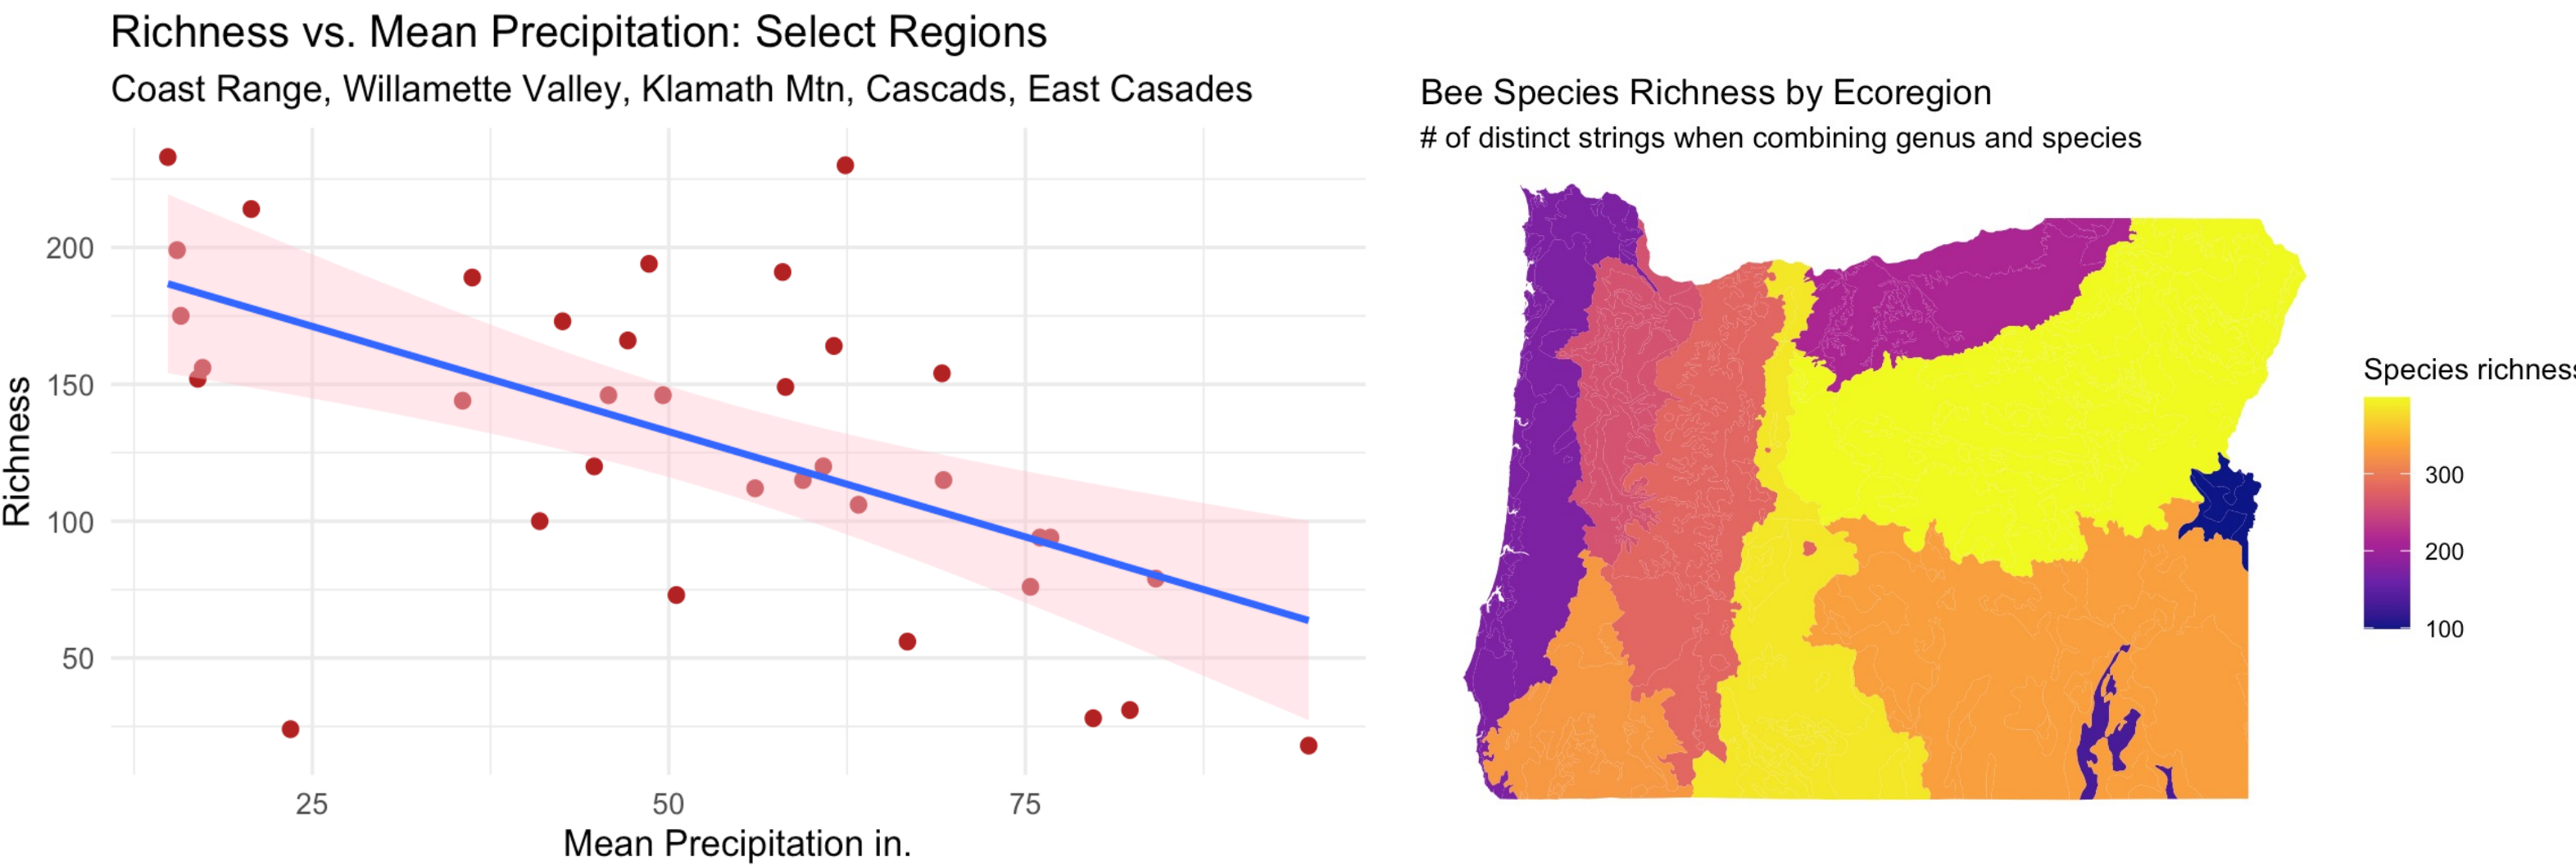 Richness vs. Mean Precipitation: Select Regions
Coast Range, Willamette Valley, Klamath Mtn, Cascads, East Casades
Richness
200
150
100
50
25
50
75
Mean Precipitation in.
Bee Species Richness by Ecoregion
# of distinct strings when combining genus and species
Species richness
300
200
100